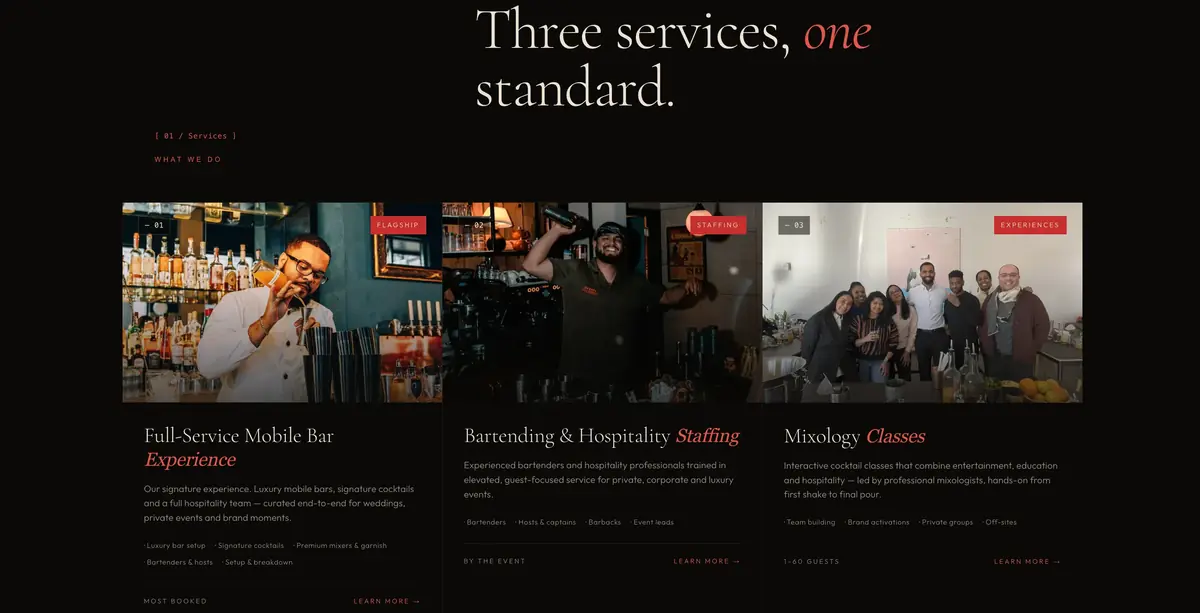 Three services, one
standard.
[ 01 / Services ]
WHAT WE DO
— 01
FLAGSHIP
Full-Service Mobile Bar
Experience
Our signature experience. Luxury mobile bars, signature cocktails
and a full hospitality team — curated end-to-end for weddings,
private events and brand moments.
· Luxury bar setup · Signature cocktails · Premium mixers & garnish
· Bartenders & hosts · Setup & breakdown
MOST BOOKED
LEARN MORE →
— 02
STAFFING
Bartending & Hospitality Staffing
Experienced bartenders and hospitality professionals trained in
elevated, guest-focused service for private, corporate and luxury
events.
· Bartenders · Hosts & captains · Barbacks · Event leads
BY THE EVENT
LEARN MORE →
— 03
EXPERIENCES
Mixology Classes
Interactive cocktail classes that combine entertainment, education
and hospitality — led by professional mixologists, hands-on from
first shake to final pour.
· Team building · Brand activations · Private groups · Off-sites
1–60 GUESTS
LEARN MORE →